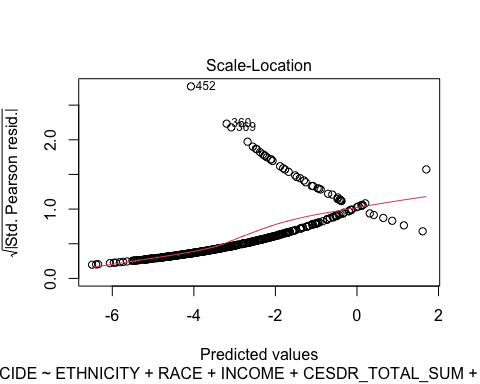 Scale-Location
√|Std. Pearson resid.|
2.0
1.0
0.0
452
360
369
-6 -4 -2 0 2
Predicted values
CIDE ~ ETHNICITY + RACE + INCOME + CESDR_TOTAL_SUM +